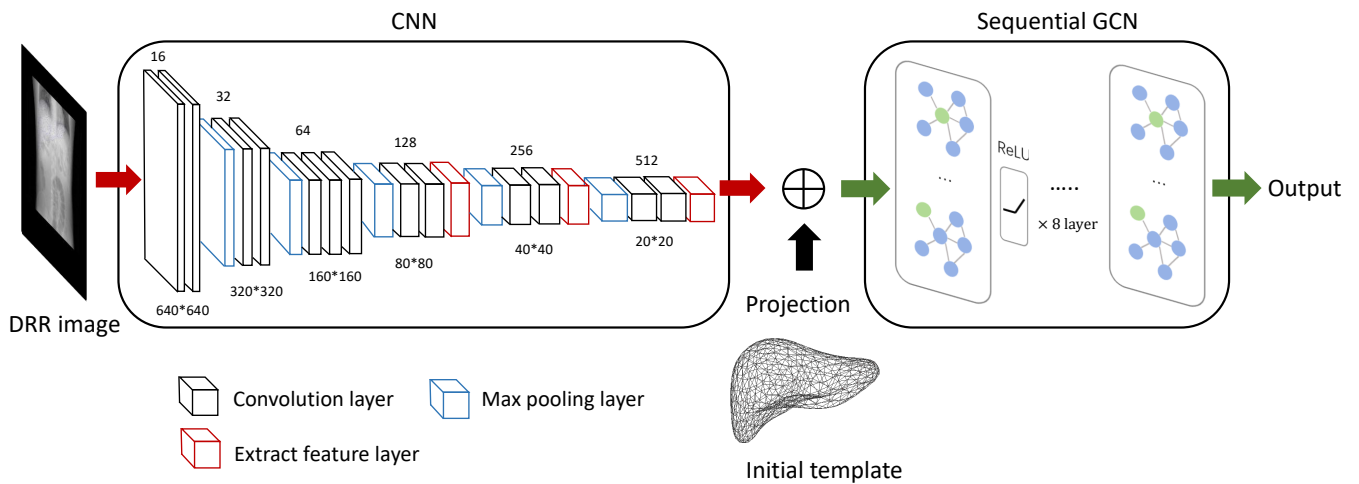 CNN
Sequential GCN
16
32
64
128
256
512
640*640
320*320
160*160
80*80
40*40
20*20
DRR image
Projection
Initial template
ReLU
...
.....
× 8 layer
...
...
...
Output
Convolution layer
Max pooling layer
Extract feature layer